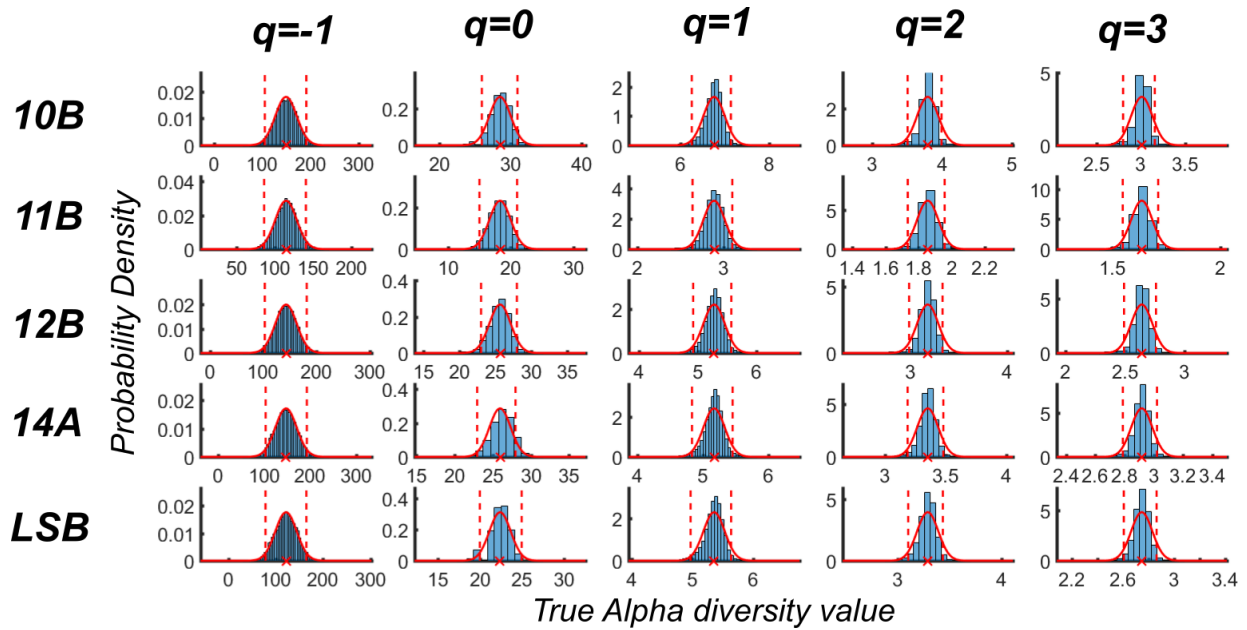 q=-1 q=0 q=1 q=2 q=3
10B
0.02 0.2 2 2 5
0.01 1
0 0 0 0 0
0 100 200 300 20 30 40 6 8 3 4 5 2.5 3 3.5
11B
0.04 0.2 4 5 10
0.02 2 5
0 0 0 0 0
50 100 150 200 10 20 30 2 3 1.4 1.6 1.8 2 2.2 1.5 2
12B
0.02 0.4 5 5
0.01 0.2 2
0 0 0 0 0
0 100 200 300 15 20 25 30 35 4 5 6 3 4 2 2.5 3
14A
0.02 0.4 5 5
0.01 0.2 2
0 0 0 0 0
0 100 200 300 15 20 25 30 35 4 5 6 3 3.5 4 2.4 2.6 2.8 3 3.2 3.4
LSB
0.02 0.4 5 5
0.01 0.2 2
0 0 0 0 0
0 100 200 300 20 30 4 5 6 3 4 2.2 2.6 3 3.4
Probability Density
True Alpha diversity value